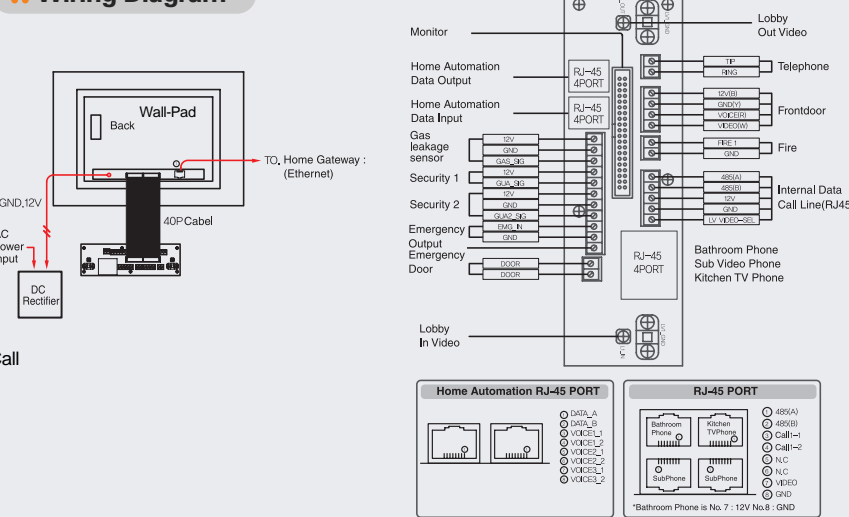 Wiring Diagram
Wall-Pad
Back
TO. Home Gateway :
(Ethernet)
GND,12V
40P Cabel
DC
Rectifier
Call
Monitor
Home Automation
Data Output
Home Automation
Data Input
Gas
leakage
sensor
Security 1
Security 2
Emergency
Output
Emergency
Door
Lobby
In Video
12V
GND
GAS_SIG
12V
GUA_SIG
12V
GND
GUA2_SIG
EMG_IN
GND
DOOR
DOOR
RJ-45
4PORT
RJ-45
4PORT
Lobby
Out Video
TIP
RING
Telephone
12V(B)
GND(Y)
VOICE(R)
VIDEO(W)
Frontdoor
FIRE 1
GND
Fire
485(A)
485(B)
12V
GND
LV VIDEO-SEL
Internal Data
Call Line(RJ45
RJ-45
4PORT
Bathroom Phone
Sub Video Phone
Kitchen TV Phone
Home Automation RJ-45 PORT
① DATA_A
② DATA_B
③ VOICE1_1
④ VOICE1_2
⑤ VOICE2_1
⑥ VOICE2_2
⑦ VOICE3_1
⑧ VOICE3_2
RJ-45 PORT
Bathroom
Phone
Kitchen
TVPhone
SubPhone
SubPhone
① 485(A)
② 485(B)
③ Call1-1
④ Call1-2
⑤ N,C
⑥ N,C
⑦ VIDEO
⑧ GND
*Bathroom Phone is No. 7 : 12V No.8 : GND